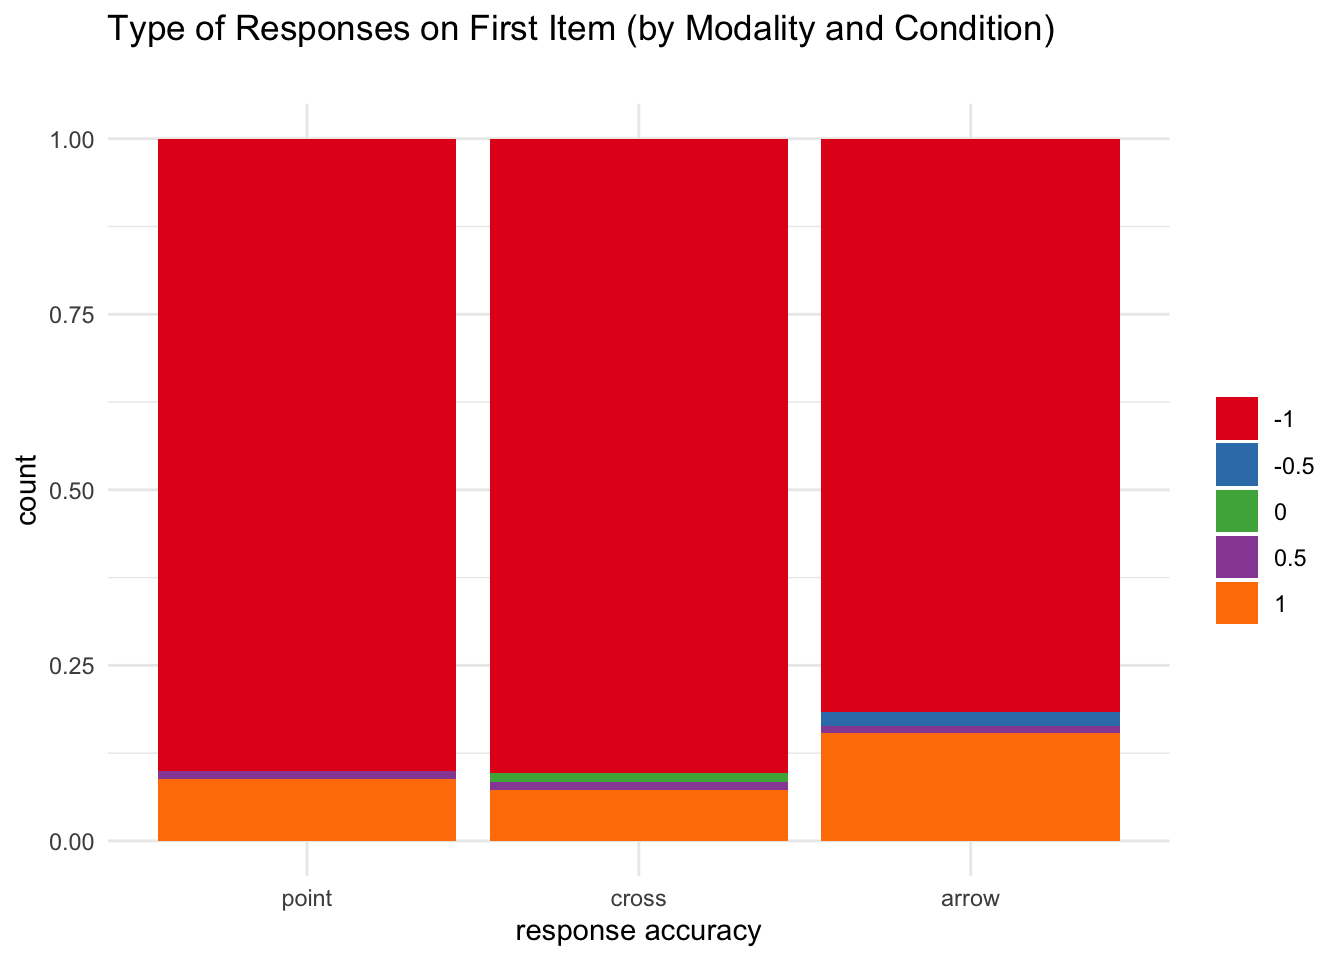 Type of Responses on First Item (by Modality and Condition)
1.00
0.75
0.50
0.25
0.00
count
point cross arrow
response accuracy
-1
-0.5
0
0.5
1